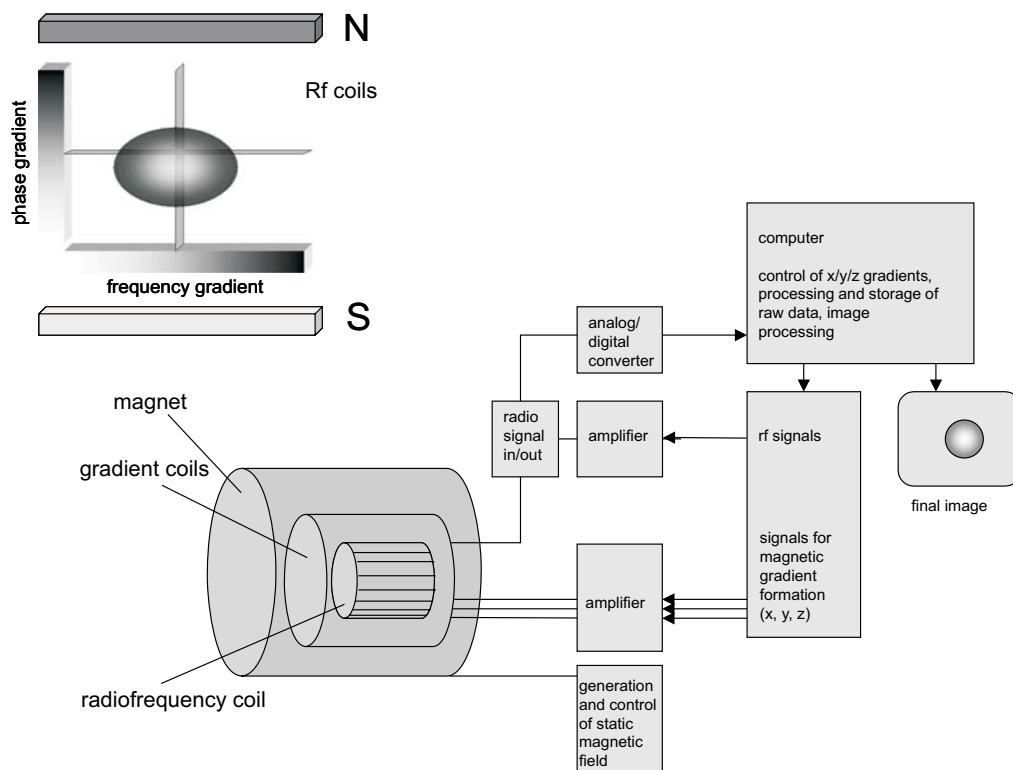 N
Rf coils
phase gradient
frequency gradient
S
computer
control of x/y/z gradients,
processing and storage of
raw data, image
processing
analog/
digital
converter
magnet
radio
signal
in/out
amplifier
rf signals
gradient coils
final image
signals for
magnetic
gradient
formation
(x, y, z)
amplifier
radiofrequency coil
generation
and control
of static
magnetic
field